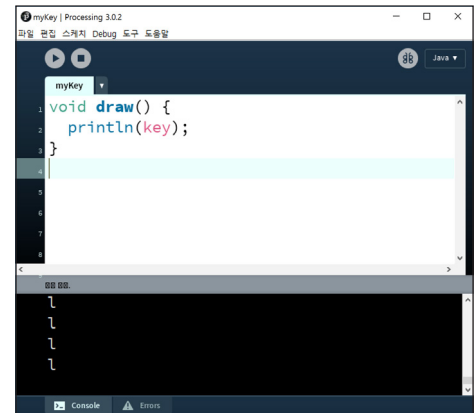 myKey | Processing 3.0.2
파일 편집 스케치 Debug 도구 도움말
Java ▼
myKey ▼
1 void draw() {
2 println(key);
3 }
4
5
6
7
8
l
l
l
l
Console Errors